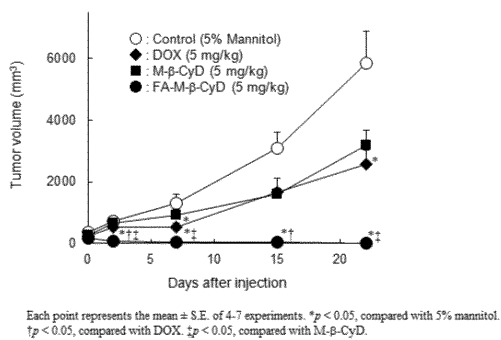 Tumor volume (mm³)
6000
4000
2000
0
: Control (5% Mannitol)
: DOX (5 mg/kg)
: M-β-CyD (5 mg/kg)
: FA-M-β-CyD (5 mg/kg)
*
*
*†‡
*‡
*†
*‡
0 5 10 15 20
Days after injection
Each point represents the mean ± S.E. of 4-7 experiments. *p < 0.05, compared with 5% mannitol.
†p < 0.05, compared with DOX. ‡p < 0.05, compared with M-β-CyD.